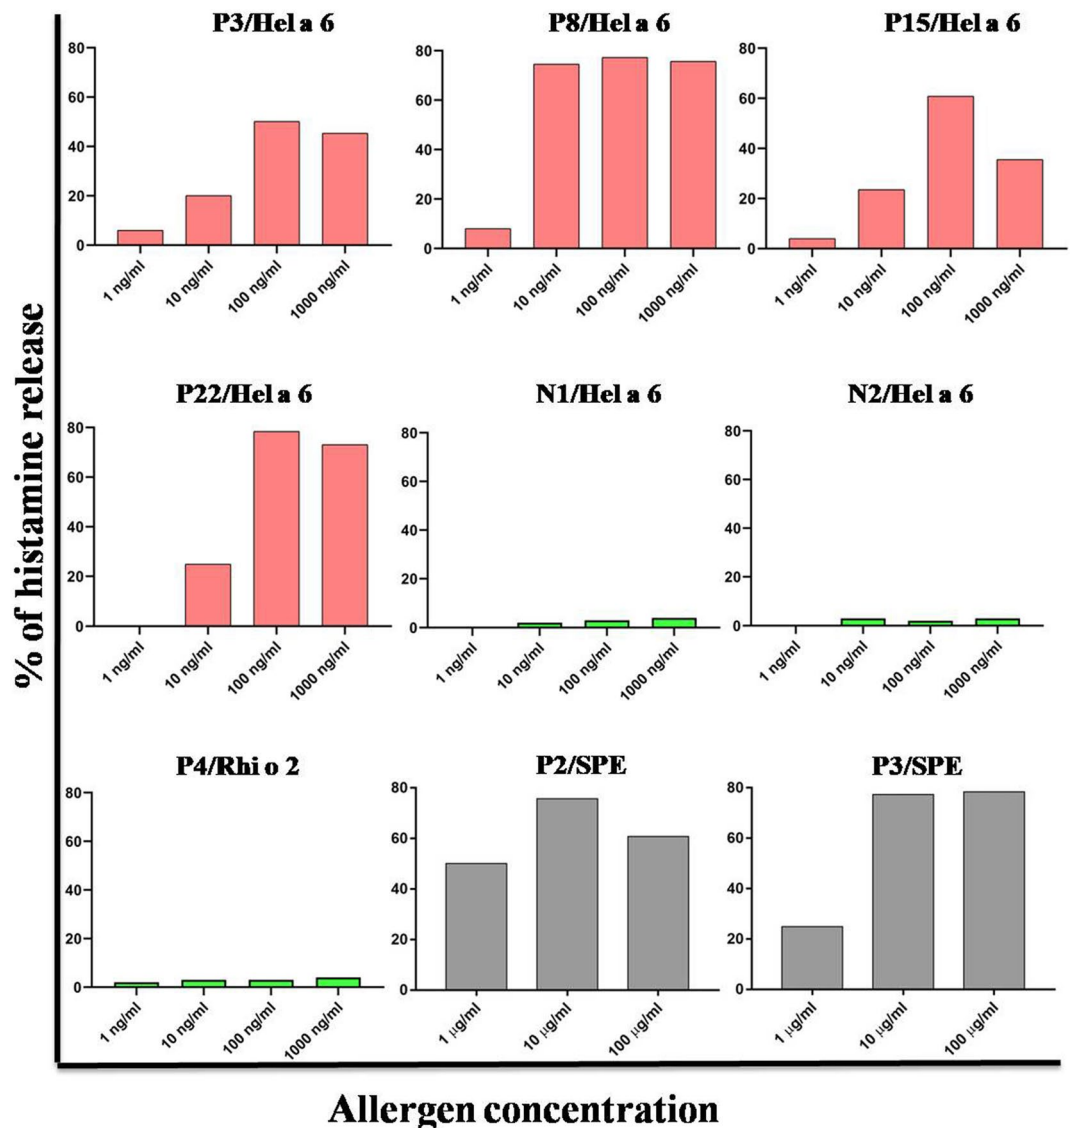 P3/Hel a 6 P8/Hel a 6 P15/Hel a 6
80 80 80
60 60 60
40 40 40
20 20 20
0 0 0
1 ng/ml 10 ng/ml 100 ng/ml 1000 ng/ml 1 ng/ml 10 ng/ml 100 ng/ml 1000 ng/ml 1 ng/ml 10 ng/ml 100 ng/ml 1000 ng/ml
% of histamine release
P22/Hel a 6 N1/Hel a 6 N2/Hel a 6
80 80 80
60 60 60
40 40 40
20 20 20
0 0 0
1 ng/ml 10 ng/ml 100 ng/ml 1000 ng/ml 1 ng/ml 10 ng/ml 100 ng/ml 1000 ng/ml 1 ng/ml 10 ng/ml 100 ng/ml 1000 ng/ml
P4/Rhi o 2 P2/SPE P3/SPE
80 80 80
60 60 60
40 40 40
20 20 20
0 0 0
1 ng/ml 10 ng/ml 100 ng/ml 1000 ng/ml 1 µg/ml 10 µg/ml 100 µg/ml 1 µg/ml 10 µg/ml 100 µg/ml
Allergen concentration